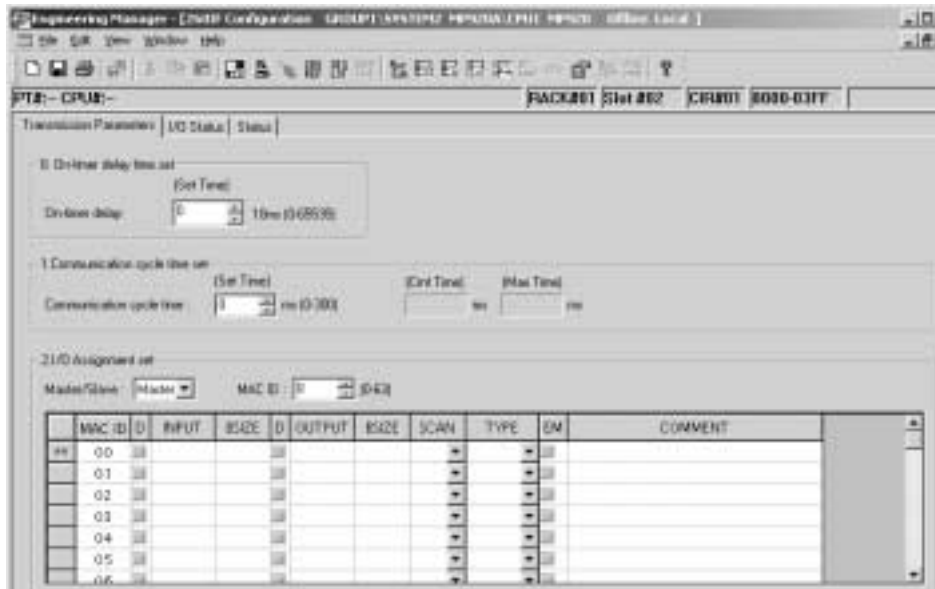 Engineering Manager - [ Configuration GROUP1 SYSTEM2 MP920A CPU1 MP920 Offline Local ]
File Edit View Window Help
PT#:- CPU#:- RACK#01 Slot #02 CIR#01 8000-03FF
Transmission Parameters I/O Status Status
0. On-timer delay time set
(Set Time)
On-timer delay 0 10ms (0-65535)
1.Communication cycle time set
(Set Time) (Cnt Time) (Max Time)
Communication cycle time ms (0-300) ms ms
2.I/O Assignment set
Master/Slave : Master MAC ID : 0 (0-63)
MAC ID D INPUT BSIZE D OUTPUT BSIZE SCAN TYPE EM COMMENT
00
01
02
03
04
05
06